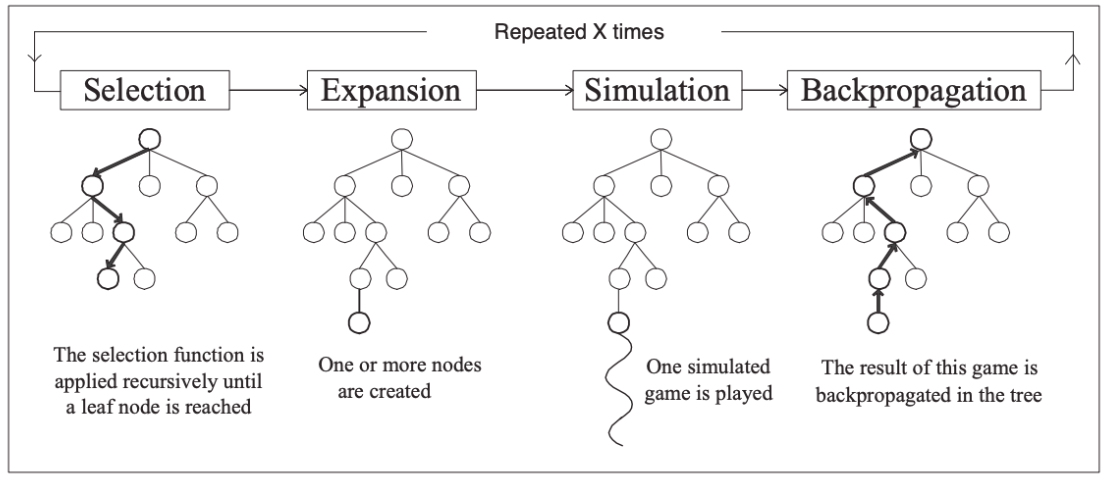 Repeated X times
Selection
Expansion
Simulation
Backpropagation
The selection function is
applied recursively until
a leaf node is reached
One or more nodes
are created
One simulated
game is played
The result of this game is
backpropagated in the tree